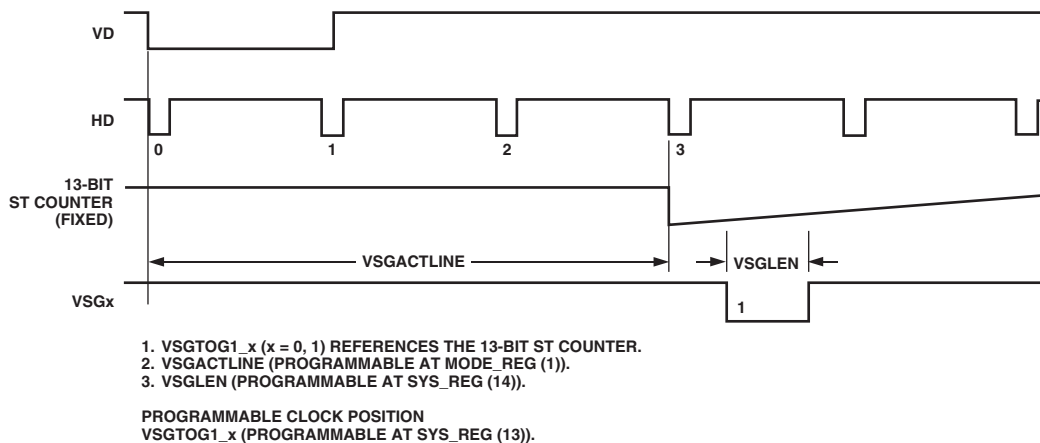 VD
HD
0
1
2
3
13-BIT
ST COUNTER
(FIXED)
VSGACTLINE
VSGLEN
VSGx
1
1. VSGTOG1_x (x = 0, 1) REFERENCES THE 13-BIT ST COUNTER.
2. VSGACTLINE (PROGRAMMABLE AT MODE_REG (1)).
3. VSGLEN (PROGRAMMABLE AT SYS_REG (14)).
PROGRAMMABLE CLOCK POSITION
VSGTOG1_x (PROGRAMMABLE AT SYS_REG (13)).